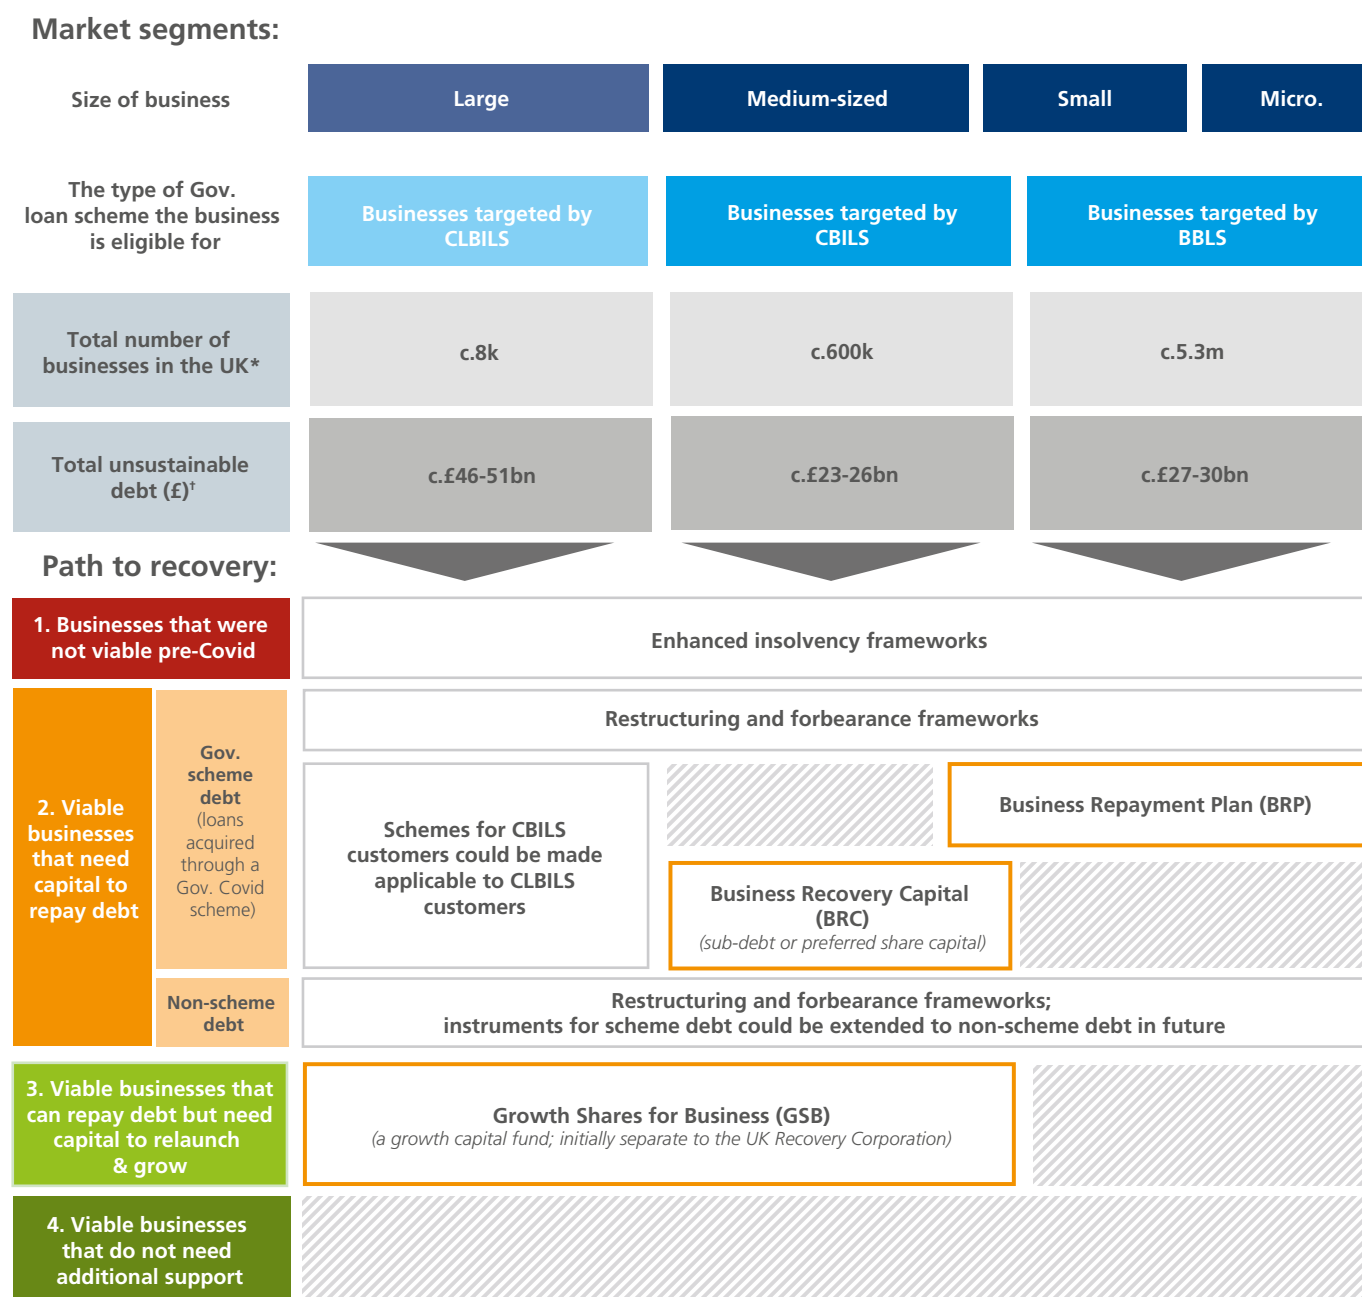 Market segments:
Size of business
Large
Medium-sized
Small
Micro.
The type of Gov.
loan scheme the business
is eligible for
Businesses targeted by
CLBILS
Businesses targeted by
CBILS
Businesses targeted by
BBLS
Total number of
businesses in the UK*
c.8k
c.600k
c.5.3m
Total unsustainable
debt (£)†
c.£46-51bn
c.£23-26bn
c.£27-30bn
Path to recovery:
1. Businesses that were
not viable pre-Covid
Enhanced insolvency frameworks
2. Viable
businesses
that need
capital to
repay debt
Gov.
scheme
debt
(loans
acquired
through a
Gov. Covid
scheme)
Restructuring and forbearance frameworks
Schemes for CBILS
customers could be made
applicable to CLBILS
customers
Business Repayment Plan (BRP)
Business Recovery Capital
(BRC)
(sub-debt or preferred share capital)
Non-scheme
debt
Restructuring and forbearance frameworks;
instruments for scheme debt could be extended to non-scheme debt in future
3. Viable businesses that
can repay debt but need
capital to relaunch
& grow
Growth Shares for Business (GSB)
(a growth capital fund; initially separate to the UK Recovery Corporation)
4. Viable businesses
that do not need
additional support